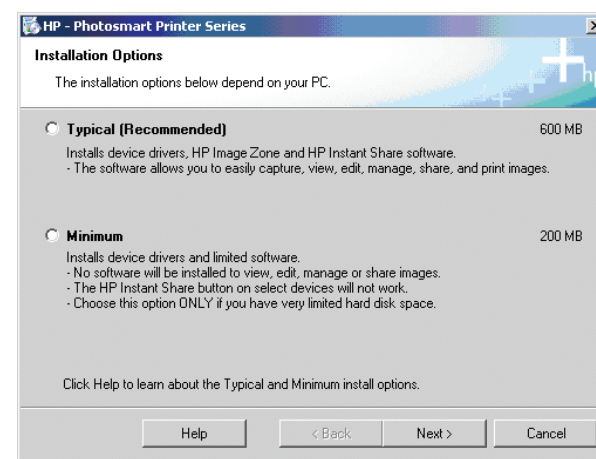 HP - Photosmart Printer Series
Installation Options
The installation options below depend on your PC.
Typical (Recommended) 600 MB
Installs device drivers, HP Image Zone and HP Instant Share software.
- The software allows you to easily capture, view, edit, manage, share, and print images.
Minimum 200 MB
Installs device drivers and limited software.
- No software will be installed to view, edit, manage or share images.
- The HP Instant Share button on select devices will not work.
- Choose this option ONLY if you have very limited hard disk space.
Click Help to learn about the Typical and Minimum install options.
Help < Back Next > Cancel